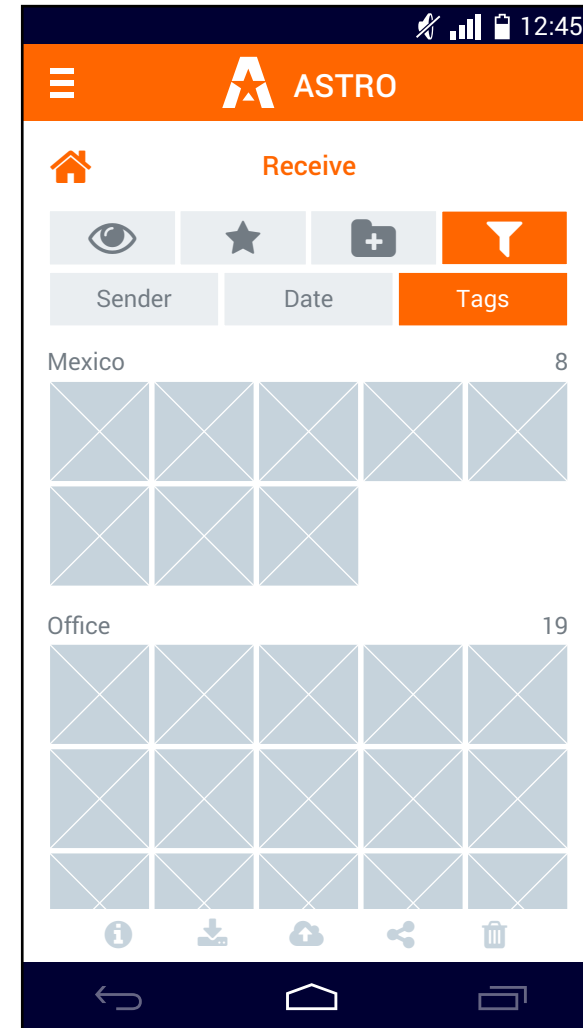 12:45
ASTRO
Receive
Sender Date Tags
Mexico 8
Office 19